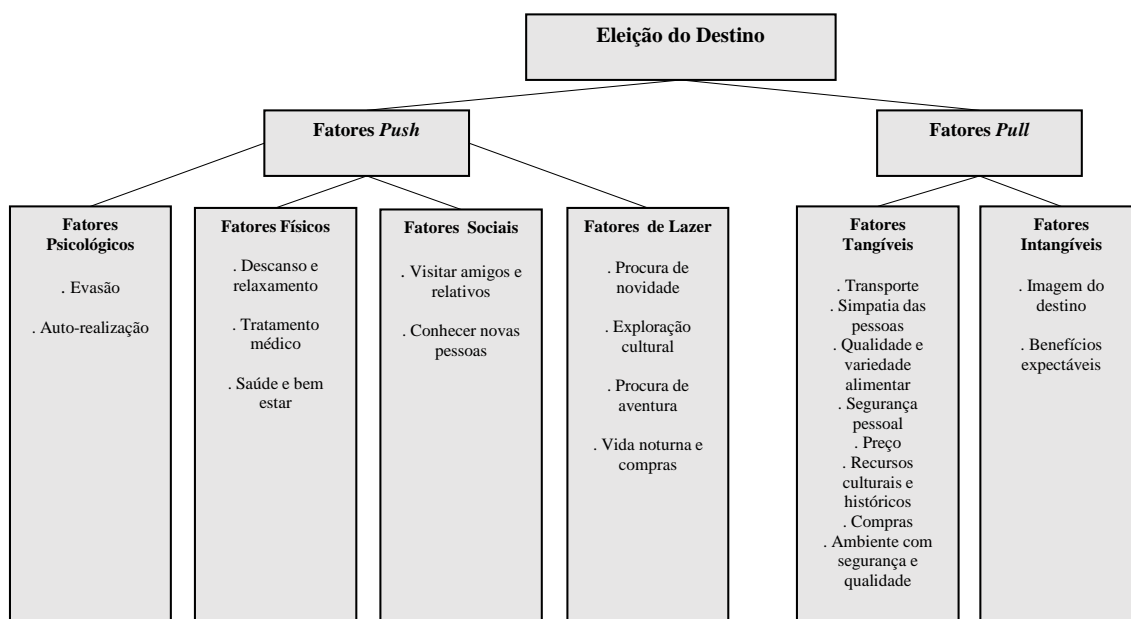 Eleição do Destino
Fatores Push
Fatores Pull
Fatores
Psicológicos
. Evasão
. Auto-realização
Fatores Físicos
. Descanso e
relaxamento
. Tratamento
médico
. Saúde e bem
estar
Fatores Sociais
. Visitar amigos e
relativos
. Conhecer novas
pessoas
Fatores de Lazer
. Procura de
novidade
. Exploração
cultural
. Procura de
aventura
. Vida noturna e
compras
Fatores
Tangíveis
. Transporte
. Simpatia das
pessoas
. Qualidade e
variedade
alimentar
. Segurança
pessoal
. Preço
. Recursos
culturais e
históricos
. Compras
. Ambiente com
segurança e
qualidade
Fatores
Intangíveis
. Imagem do
destino
. Benefícios
expectáveis